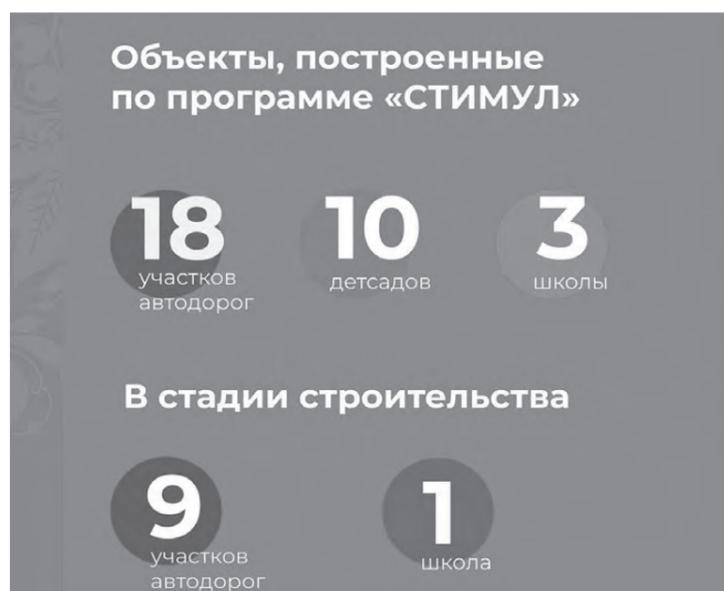 Объекты, построенные
по программе «СТИМУЛ»
18
участков
автодорог
10
детсадов
3
школы
В стадии строительства
9
участков
автодорог
1
школа